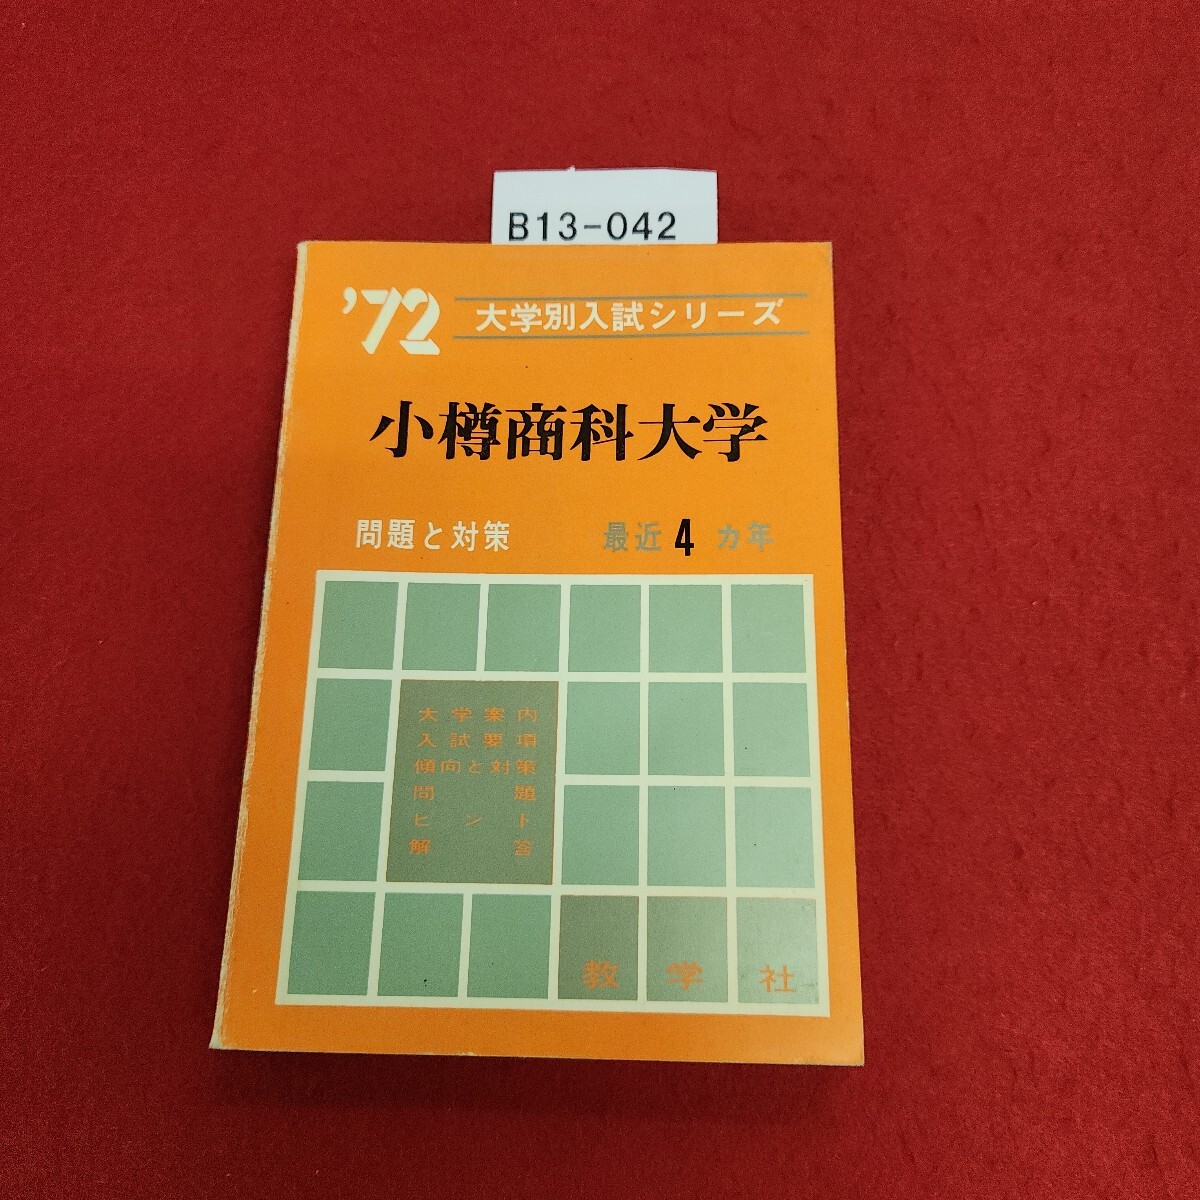 B13-042
'72 大学別入試シリーズ
小樽商科大学
問題と対策 最近4カ年
大学案内
入試要項
傾向と対策
問題
ヒント
解答
教学社